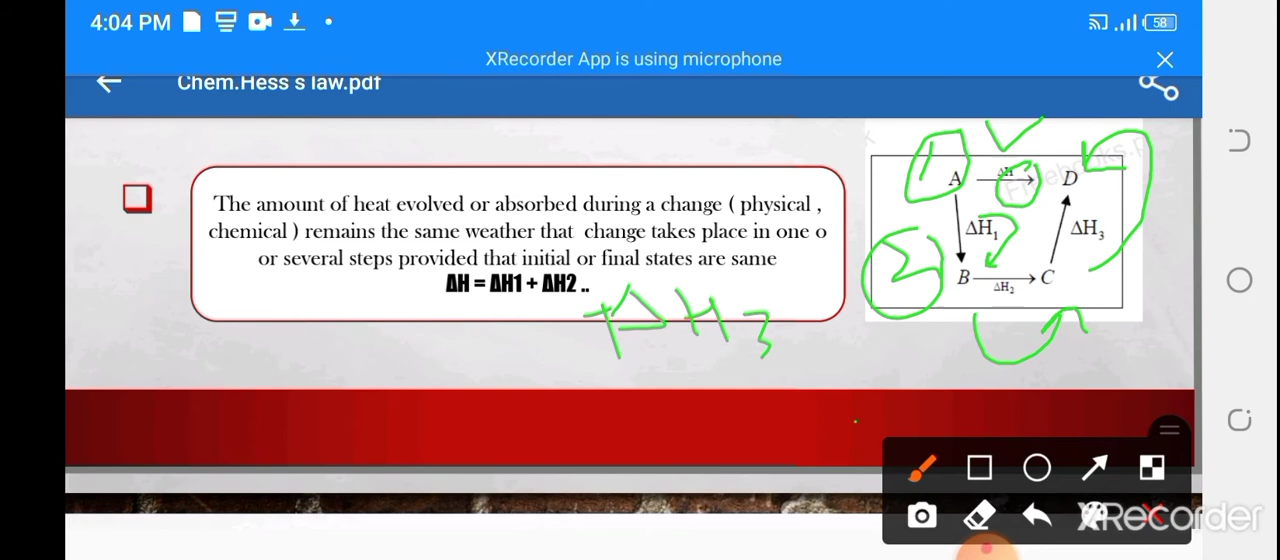 4:04 PM
58
XRecorder App is using microphone
Chem.Hess s law.pdf
The amount of heat evolved or absorbed during a change ( physical ,
chemical ) remains the same weather that change takes place in one o
or several steps provided that initial or final states are same
ΔH = ΔH1 + ΔH2 ..
+ΔH3
1
A ΔH D
ΔH₁ ΔH₃
2
B ΔH₂ C
XRecorder